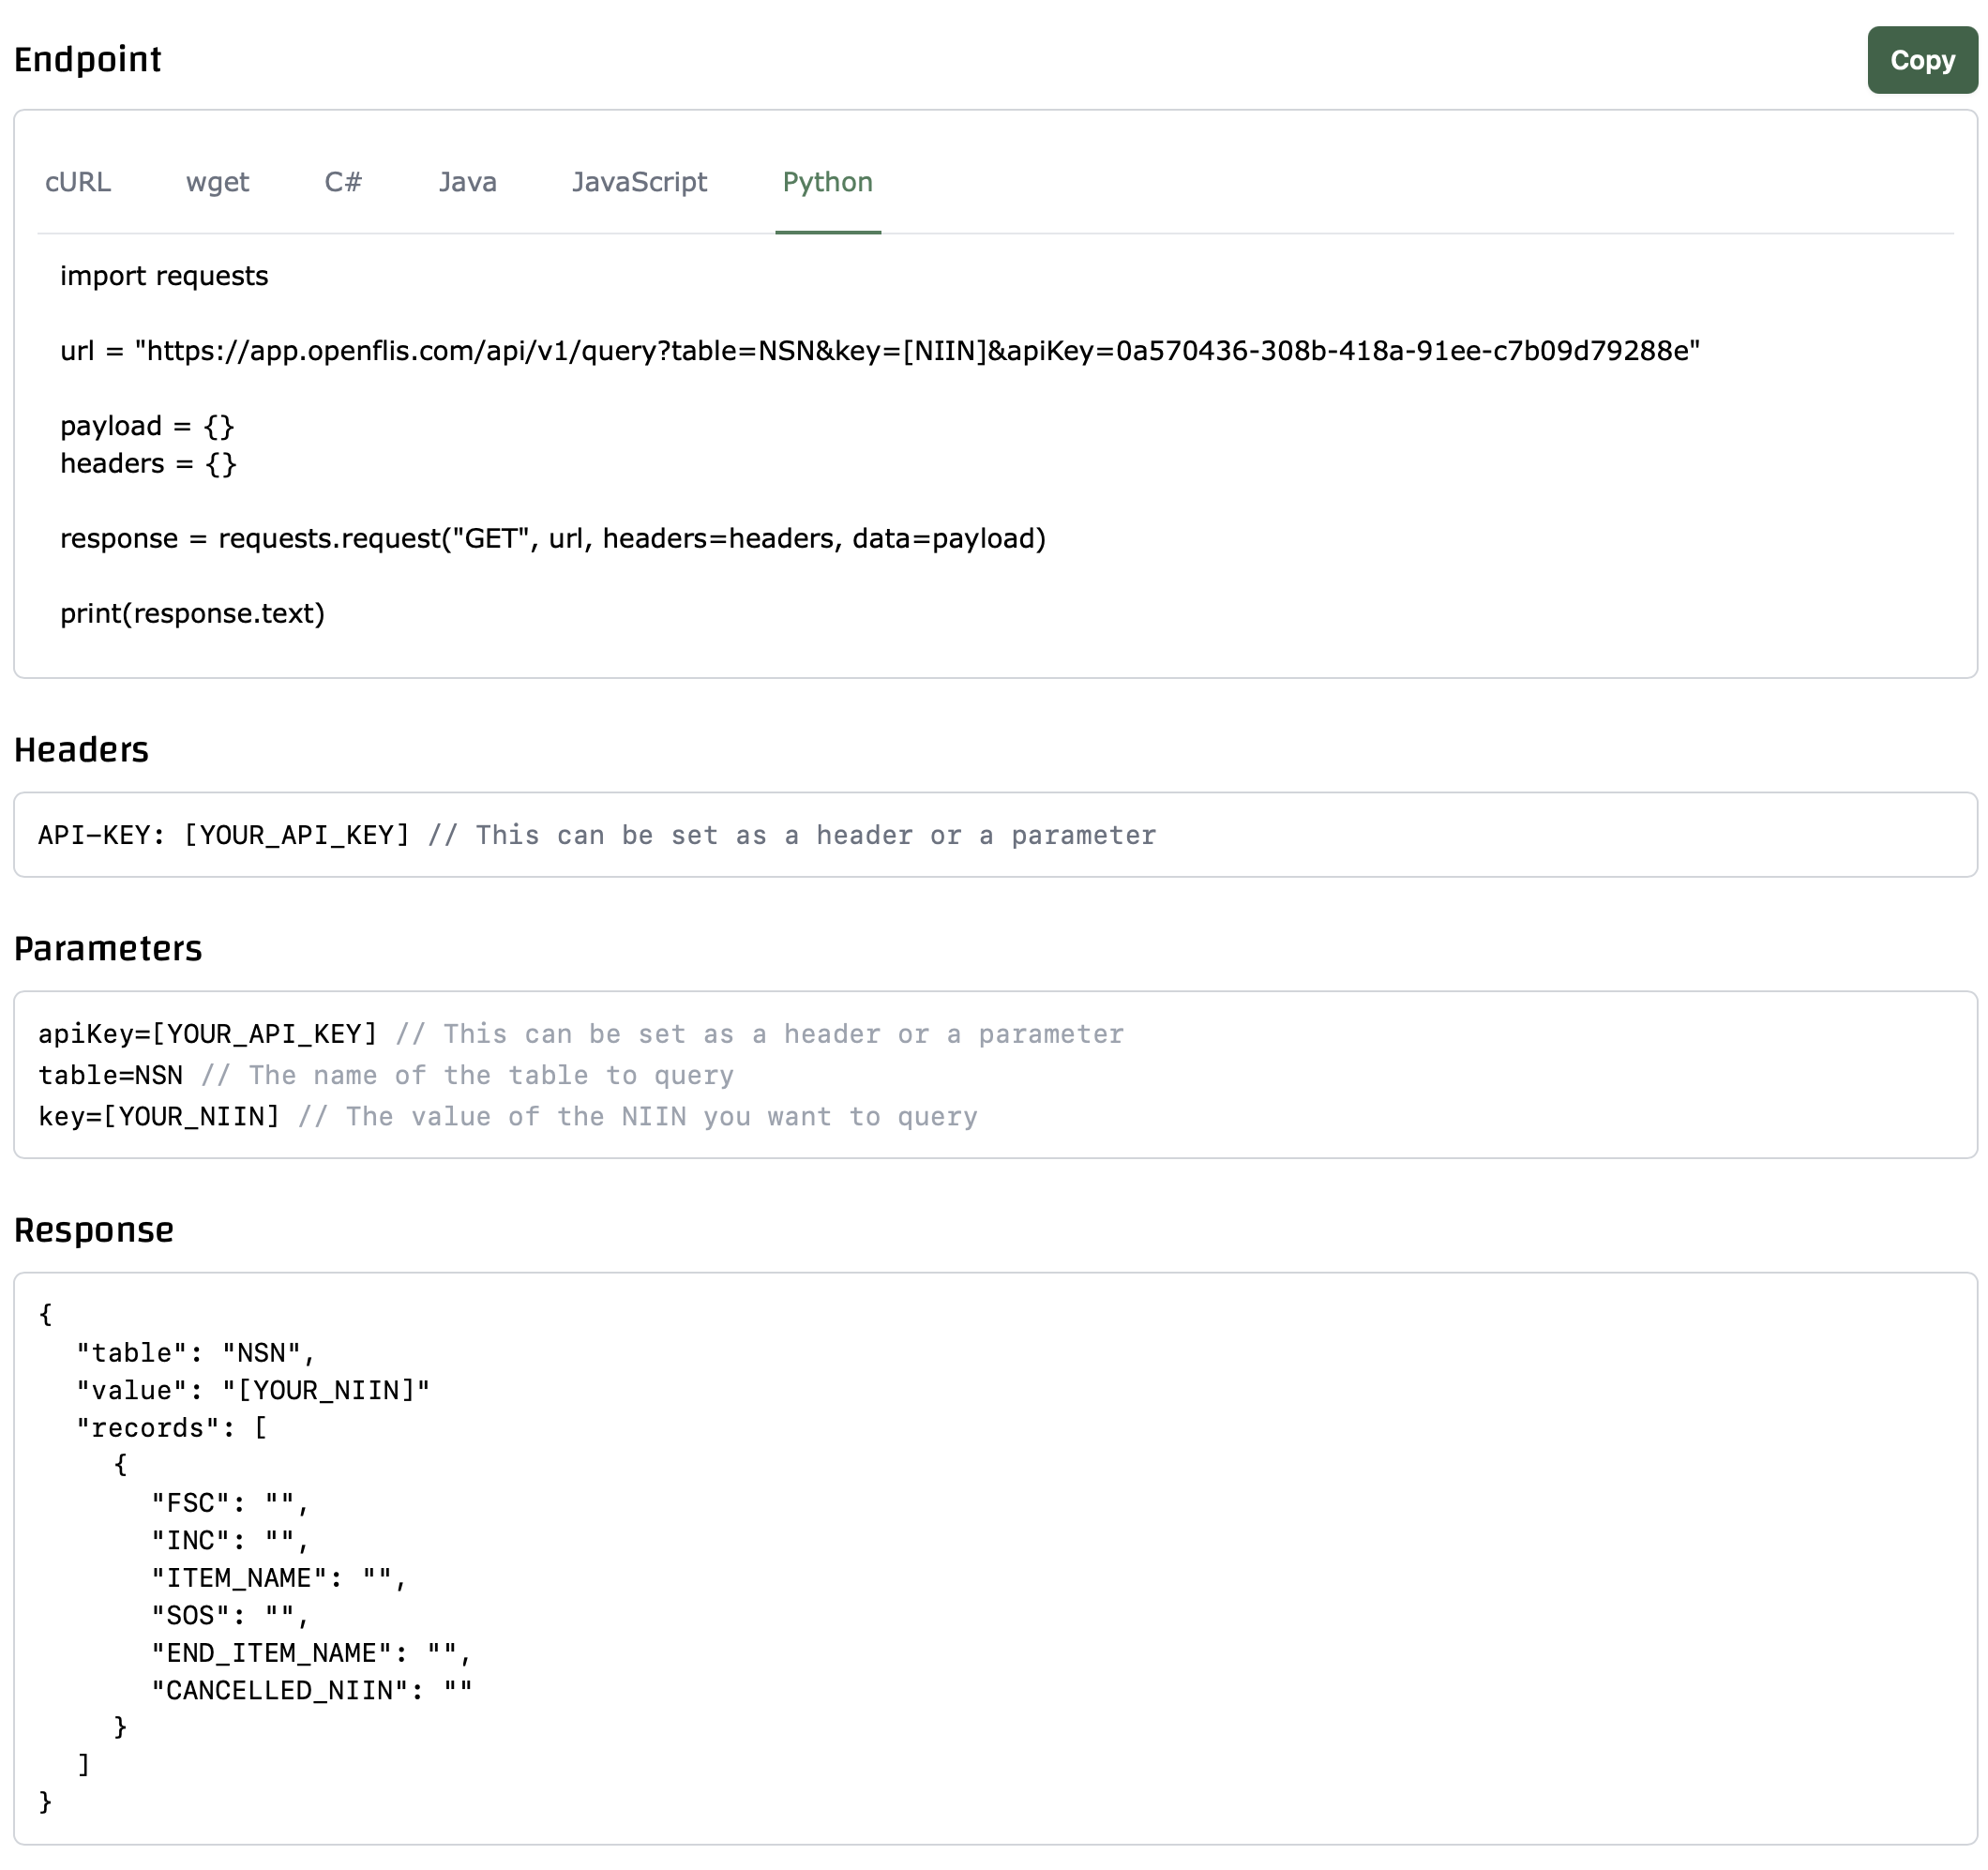 Endpoint
Copy
cURL wget C# Java JavaScript Python
import requests
url = "https://app.openflis.com/api/v1/query?table=NSN&key=[NIIN]&apiKey=0a570436-308b-418a-91ee-c7b09d79288e"
payload = {}
headers = {}
response = requests.request("GET", url, headers=headers, data=payload)
print(response.text)
Headers
API-KEY: [YOUR_API_KEY] // This can be set as a header or a parameter
Parameters
apiKey=[YOUR_API_KEY] // This can be set as a header or a parameter
table=NSN // The name of the table to query
key=[YOUR_NIIN] // The value of the NIIN you want to query
Response
{
"table": "NSN",
"value": "[YOUR_NIIN]"
"records": [
{
"FSC": "",
"INC": "",
"ITEM_NAME": "",
"SOS": "",
"END_ITEM_NAME": "",
"CANCELLED_NIIN": ""
}
]
}